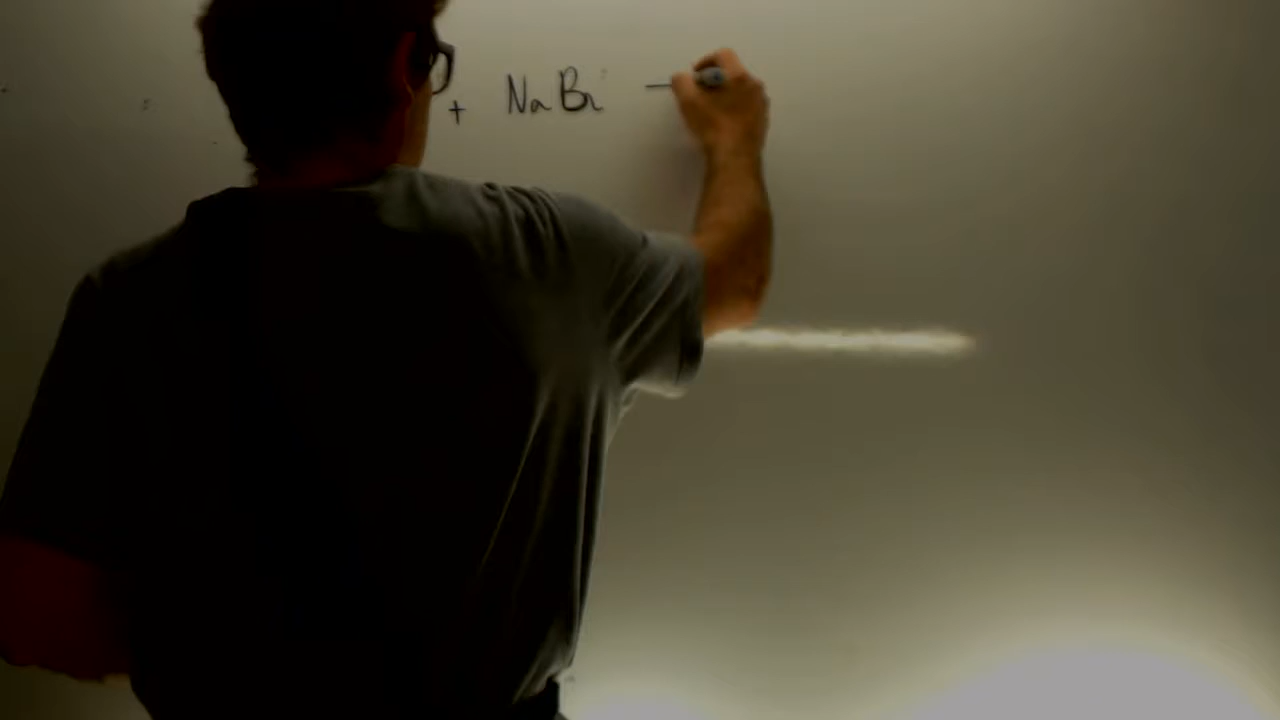 + NaBr —